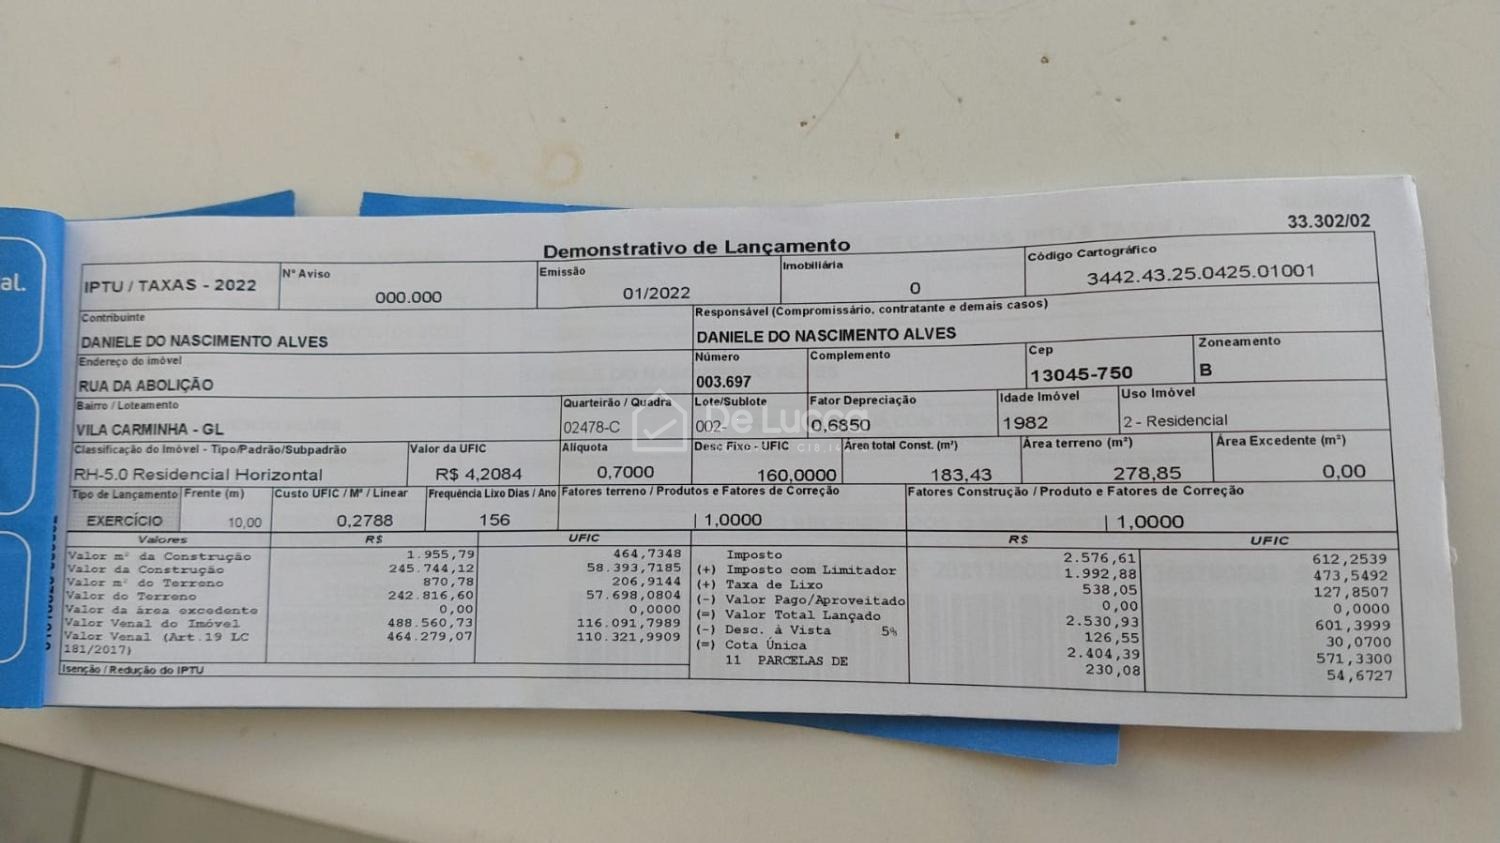 al.
33.302/02
Demonstrativo de Lançamento
IPTU / TAXAS - 2022
Nº Aviso
000.000
Emissão
01/2022
Imobiliária
0
Código Cartográfico
3442.43.25.0425.01001
Contribuinte
DANIELE DO NASCIMENTO ALVES
Responsável (Compromissário, contratante e demais casos)
DANIELE DO NASCIMENTO ALVES
Endereço do imóvel
RUA DA ABOLIÇÃO
Número
003.697
Complemento
Cep
13045-750
Zoneamento
B
Bairro / Loteamento
VILA CARMINHA - GL
Quarteirão / Quadra
02478-C
Lote/Sublote
002-
Fator Depreciação
0,6850
Idade Imóvel
1982
Uso Imóvel
2 - Residencial
De Lucca
Classificação do Imóvel - Tipo/Padrão/Subpadrão
RH-5.0 Residencial Horizontal
Valor da UFIC
R$ 4,2084
Alíquota
0,7000
Desc Fixo - UFIC
160,0000
Área total Const. (m²)
183,43
Área terreno (m²)
278,85
Área Excedente (m²)
0,00
Tipo de Lançamento
EXERCÍCIO
Frente (m)
10,00
Custo UFIC / M² / Linear
0,2788
Frequência Lixo Dias / Ano
156
Fatores terreno / Produtos e Fatores de Correção
| 1,0000
Fatores Construção / Produto e Fatores de Correção
| 1,0000
Valores R$ UFIC
Valor m² da Construção 1.955,79 464,7348
Valor da Construção 245.744,12 58.393,7185
Valor m² do Terreno 870,78 206,9144
Valor do Terreno 242.816,60 57.698,0804
Valor da área excedente 0,00 0,0000
Valor Venal do Imóvel 488.560,73 116.091,7989
Valor Venal (Art.19 LC 464.279,07 110.321,9909
181/2017)
Isenção / Redução do IPTU
R$ UFIC
Imposto 2.576,61 612,2539
(+) Imposto com Limitador 1.992,88 473,5492
(+) Taxa de Lixo 538,05 127,8507
(-) Valor Pago/Aproveitado 0,00 0,0000
(=) Valor Total Lançado 2.530,93 601,3999
(-) Desc. à Vista 5% 126,55 30,0700
(=) Cota Única 2.404,39 571,3300
11 PARCELAS DE 230,08 54,6727